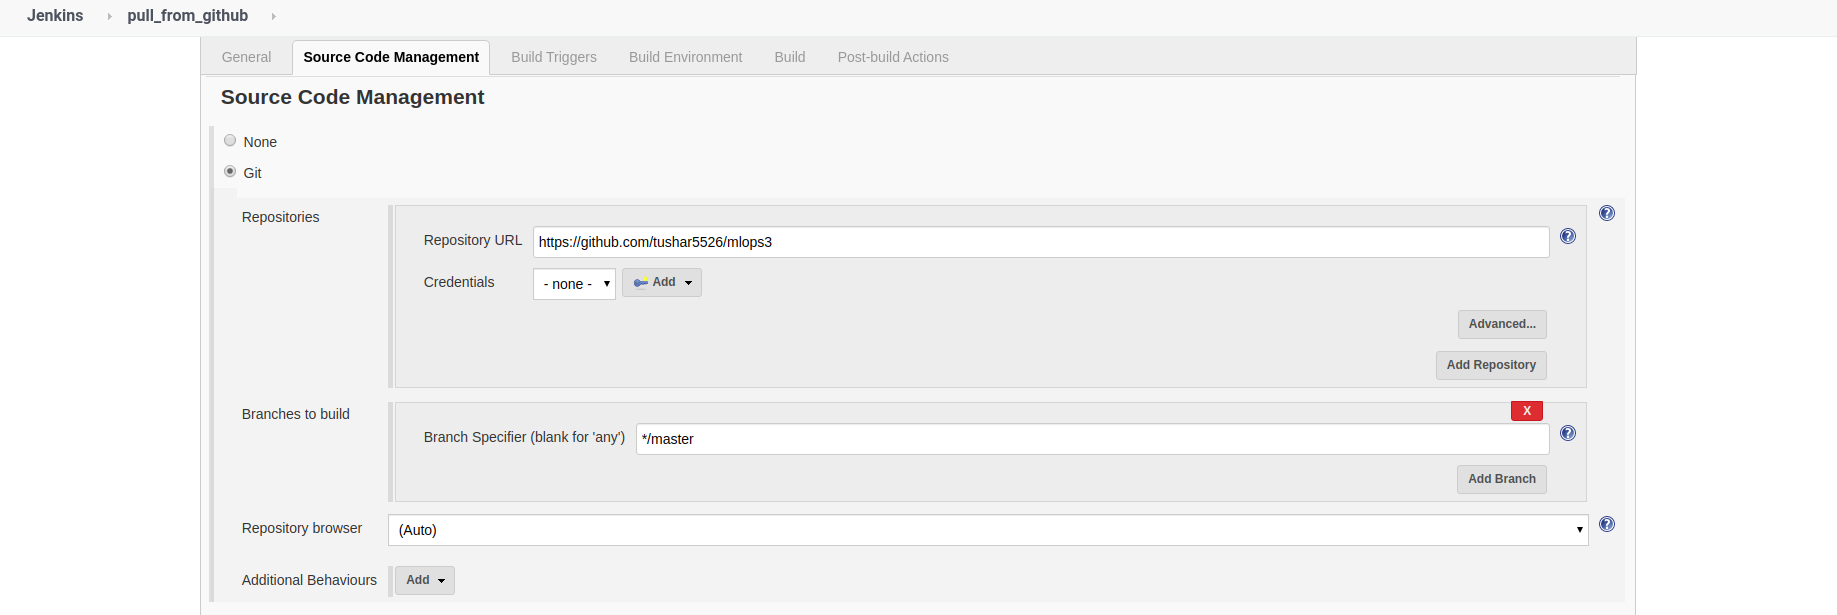 Jenkins pull_from_github
General Source Code Management Build Triggers Build Environment Build Post-build Actions
Source Code Management
None
Git
Repositories
Repository URL https://github.com/tushar5526/mlops3
Credentials - none - Add
Advanced...
Add Repository
Branches to build
X
Branch Specifier (blank for 'any') */master
Add Branch
Repository browser (Auto)
Additional Behaviours Add